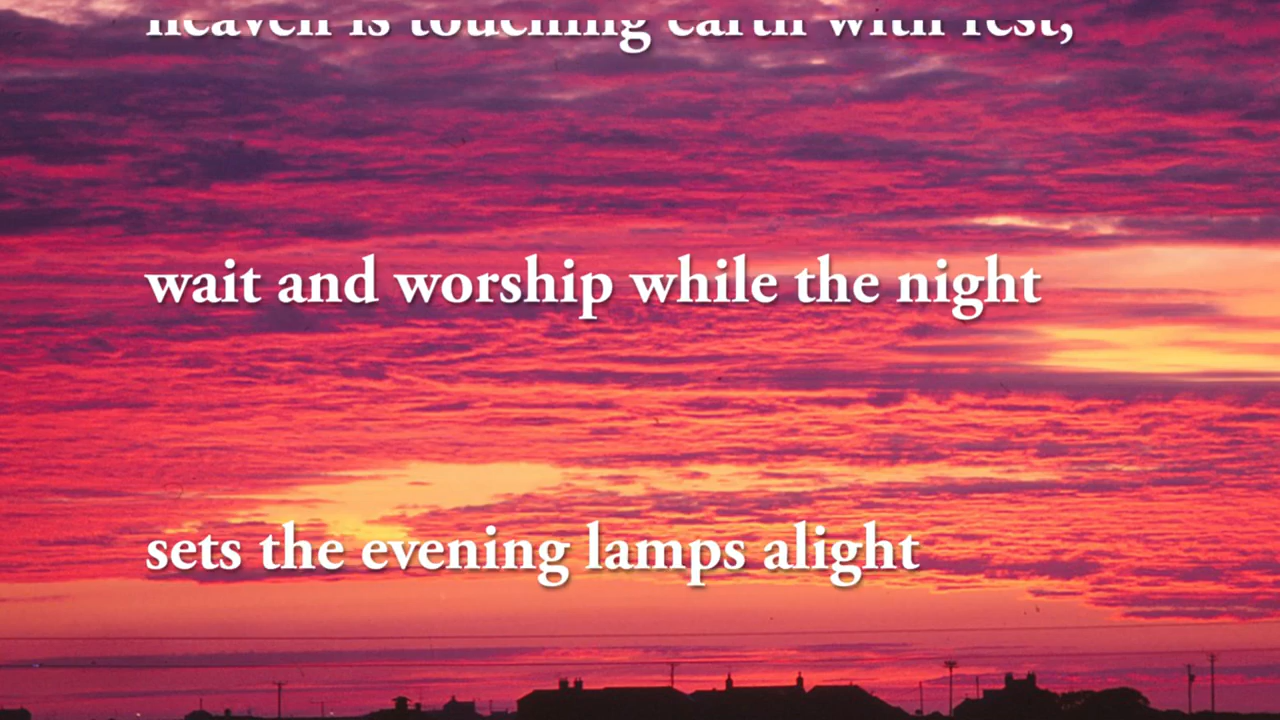 heaven is touching earth with rest,
wait and worship while the night
sets the evening lamps alight